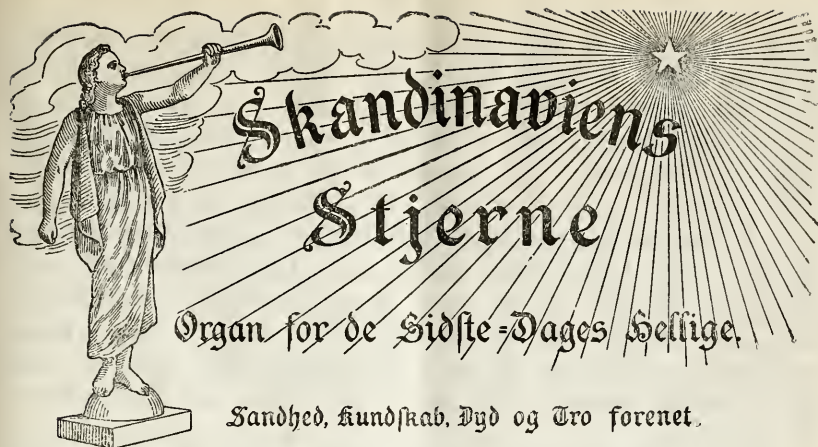 Skandinaviens
Stjerne
Organ for de Sidste=Dages Hellige.
Sandhed, Kundskab, Dyd og Tro forenet.